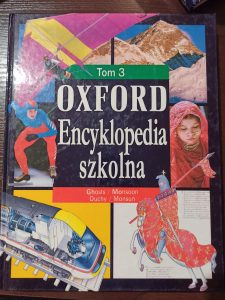 Tom 3
OXFORD
Encyklopedia
szkolna
Ghosts / Monsoon
Duchy / Monsun